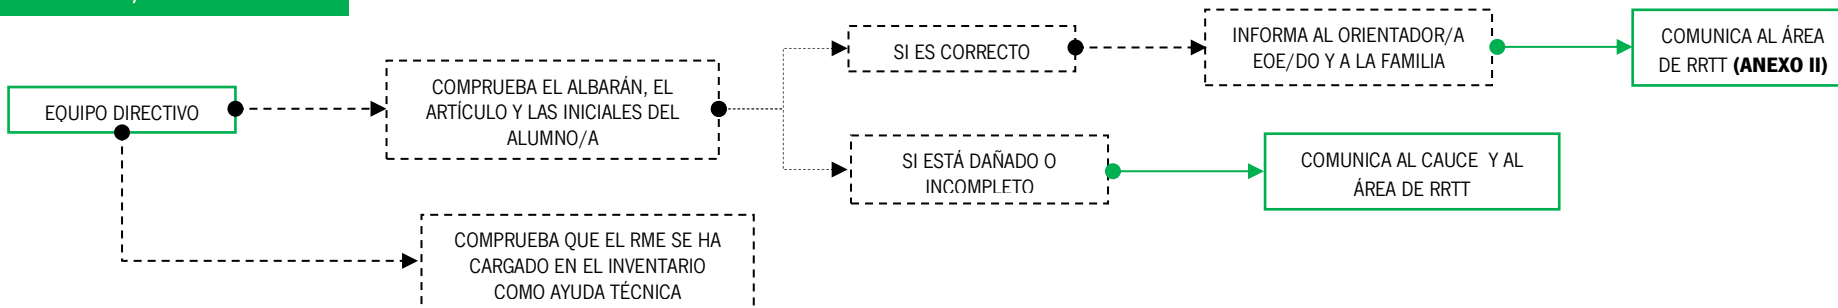 EQUIPO DIRECTIVO
COMPRUEBA EL ALBARÁN, EL
ARTÍCULO Y LAS INICIALES DEL
ALUMNO/A
SI ES CORRECTO
INFORMA AL ORIENTADOR/A
EOE/DO Y A LA FAMILIA
COMUNICA AL ÁREA
DE RRTT (ANEXO II)
SI ESTÁ DAÑADO O
INCOMPLETO
COMUNICA AL CAUCE Y AL
ÁREA DE RRTT
COMPRUEBA QUE EL RME SE HA
CARGADO EN EL INVENTARIO
COMO AYUDA TÉCNICA